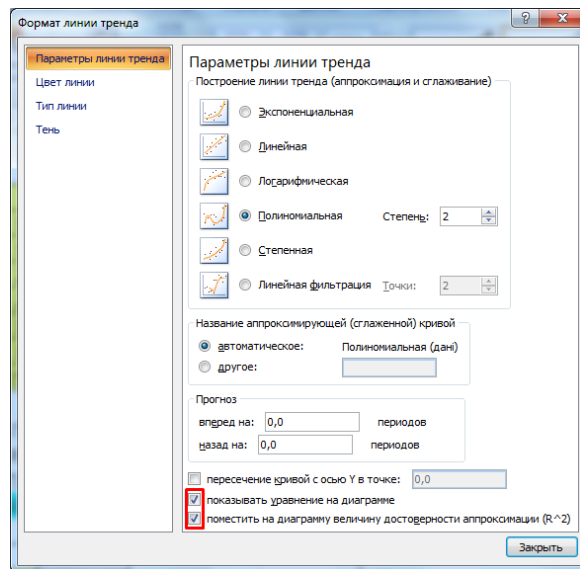 Формат линии тренда
Параметры линии тренда
Цвет линии
Тип линии
Тень
Параметры линии тренда
Построение линии тренда (аппроксимация и сглаживание)
Экспоненциальная
Линейная
Логарифмическая
Полиномиальная Степень: 2
Степенная
Линейная фильтрация Точки: 2
Название аппроксимирующей (сглаженной) кривой
автоматическое: Полиномиальная (дані)
другое:
Прогноз
вперед на: 0,0 периодов
назад на: 0,0 периодов
пересечение кривой с осью Y в точке: 0,0
показывать уравнение на диаграмме
поместить на диаграмму величину достоверности аппроксимации (R^2)
Закрыть